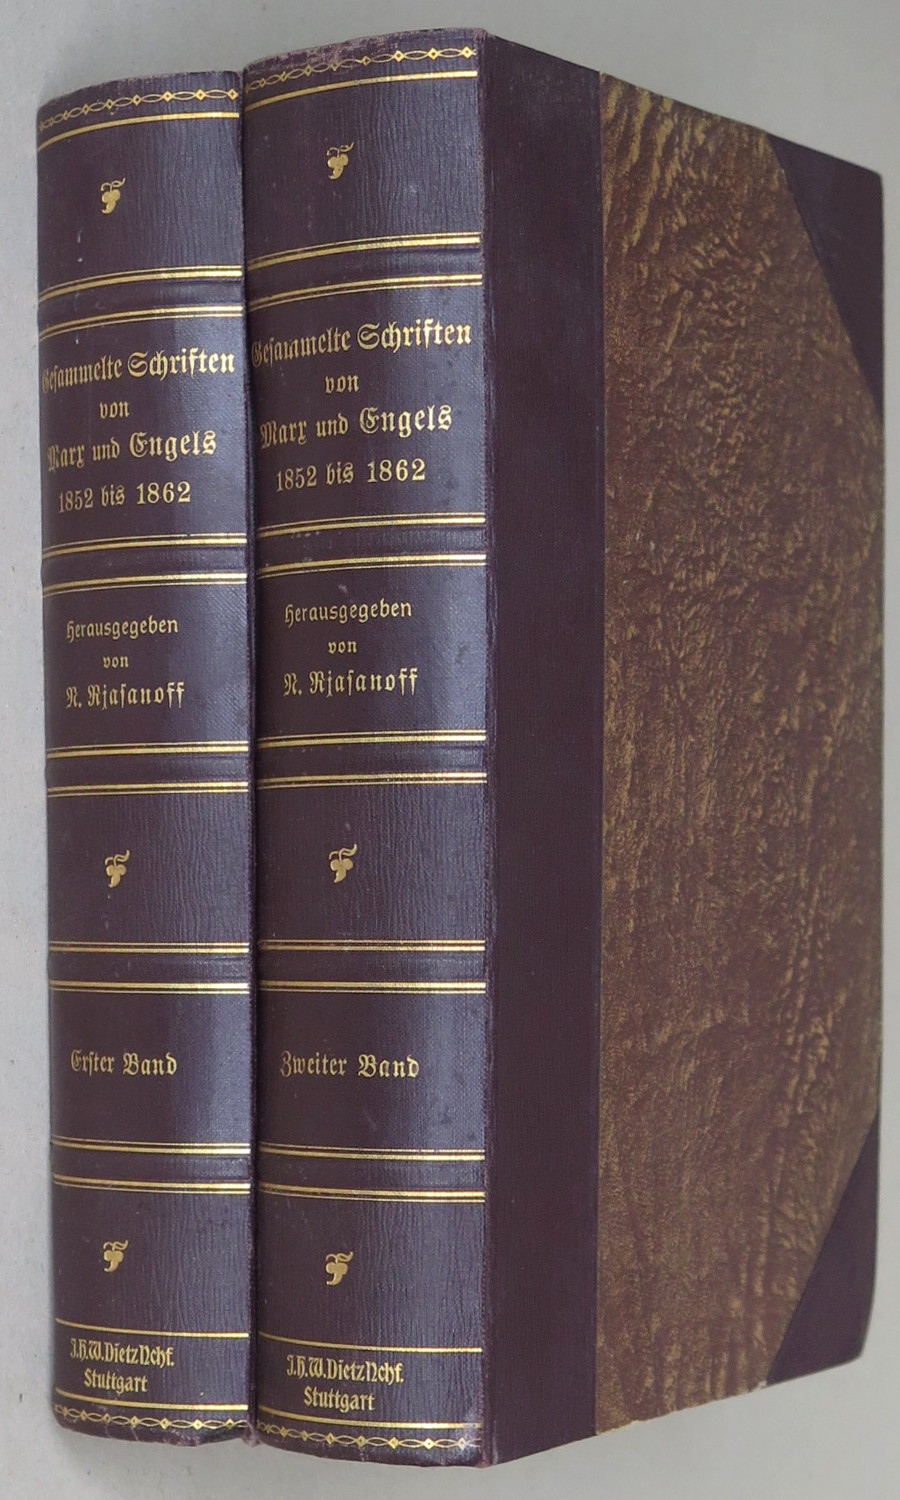 Gesammelte Schriften
von
Marx und Engels
1852 bis 1862
Herausgegeben
von
N. Rjasanoff
Erster Band
J.H.W. Dietz Nchf.
Stuttgart
Gesammelte Schriften
von
Marx und Engels
1852 bis 1862
Herausgegeben
von
N. Rjasanoff
Zweiter Band
J.H.W. Dietz Nchf.
Stuttgart